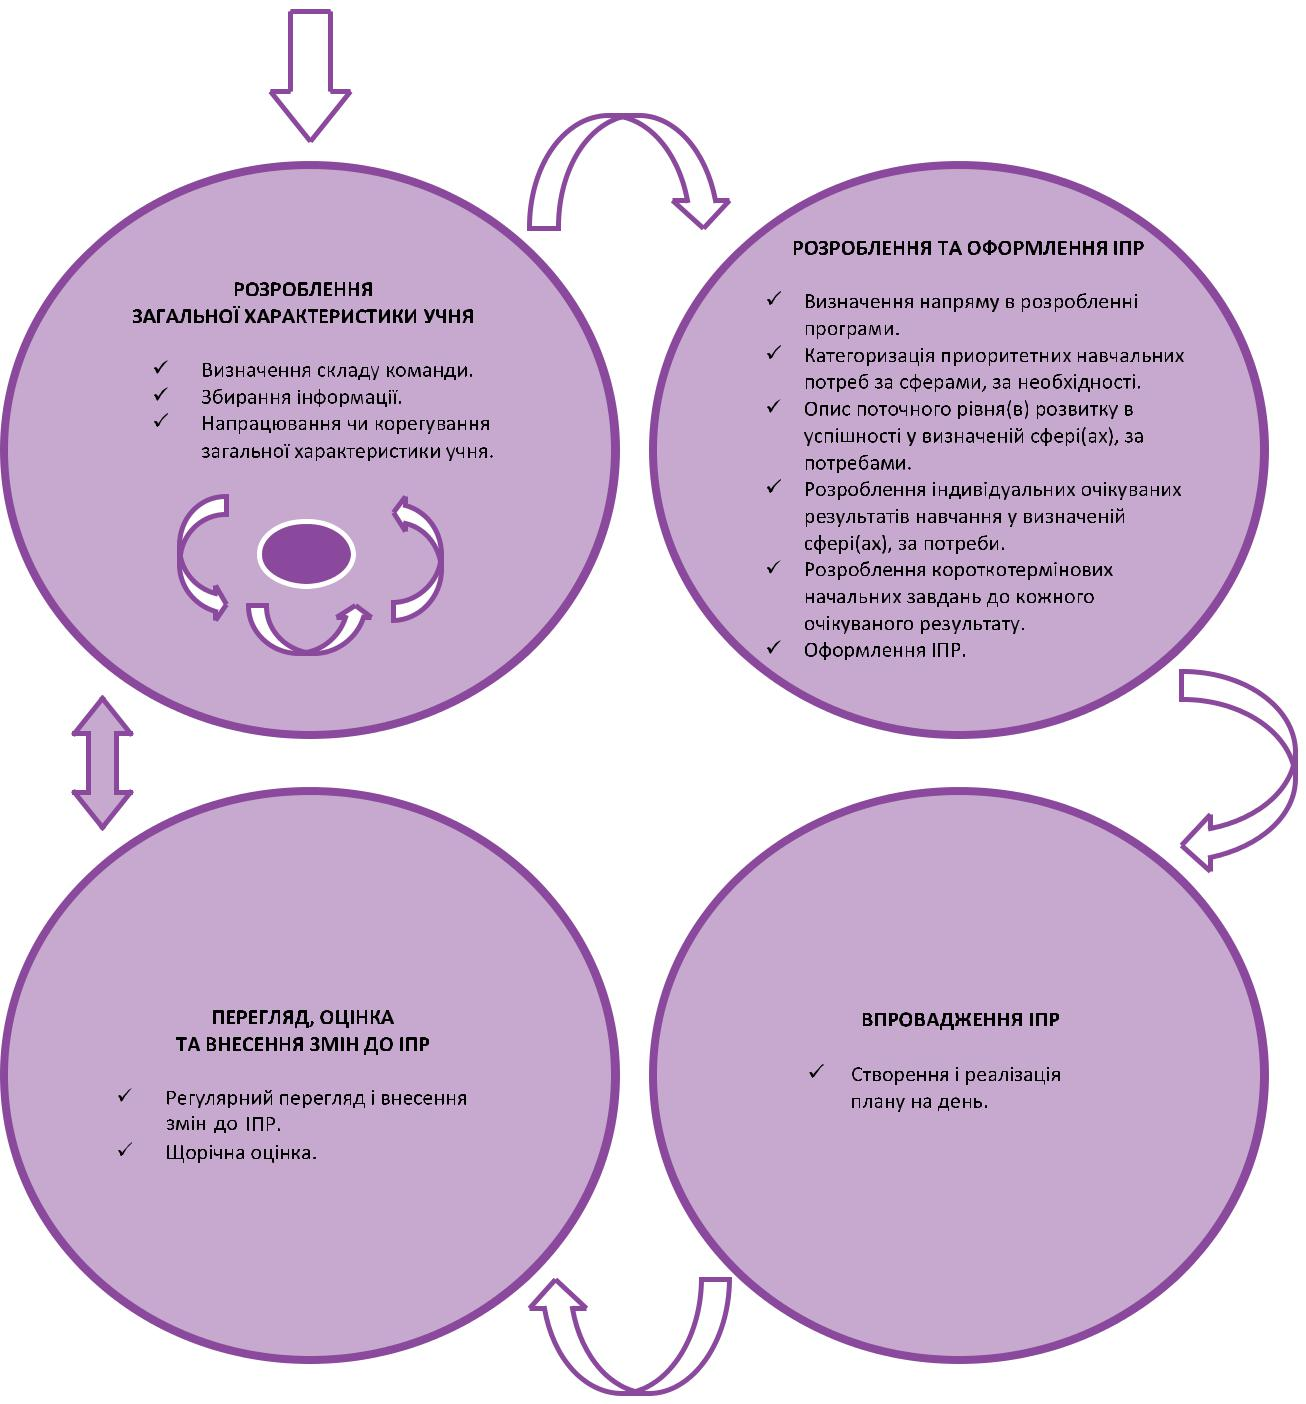 РОЗРОБЛЕННЯ
ЗАГАЛЬНОЇ ХАРАКТЕРИСТИКИ УЧНЯ
✓ Визначення складу команди.
✓ Збирання інформації.
✓ Напрацювання чи корегування
загальної характеристики учня.
РОЗРОБЛЕННЯ ТА ОФОРМЛЕННЯ ІПР
✓ Визначення напряму в розробленні
програми.
✓ Категоризація приоритетних навчальних
потреб за сферами, за необхідності.
✓ Опис поточного рівня(в) розвитку в
успішності у визначеній сфері(ах), за
потребами.
✓ Розроблення індивідуальних очікуваних
результатів навчання у визначеній
сфері(ах), за потреби.
✓ Розроблення короткотермінових
начальних завдань до кожного
очікуваного результату.
✓ Оформлення ІПР.
ПЕРЕГЛЯД, ОЦІНКА
ТА ВНЕСЕННЯ ЗМІН ДО ІПР
✓ Регулярний перегляд і внесення
змін до ІПР.
✓ Щорічна оцінка.
ВПРОВАДЖЕННЯ ІПР
✓ Створення і реалізація
плану на день.